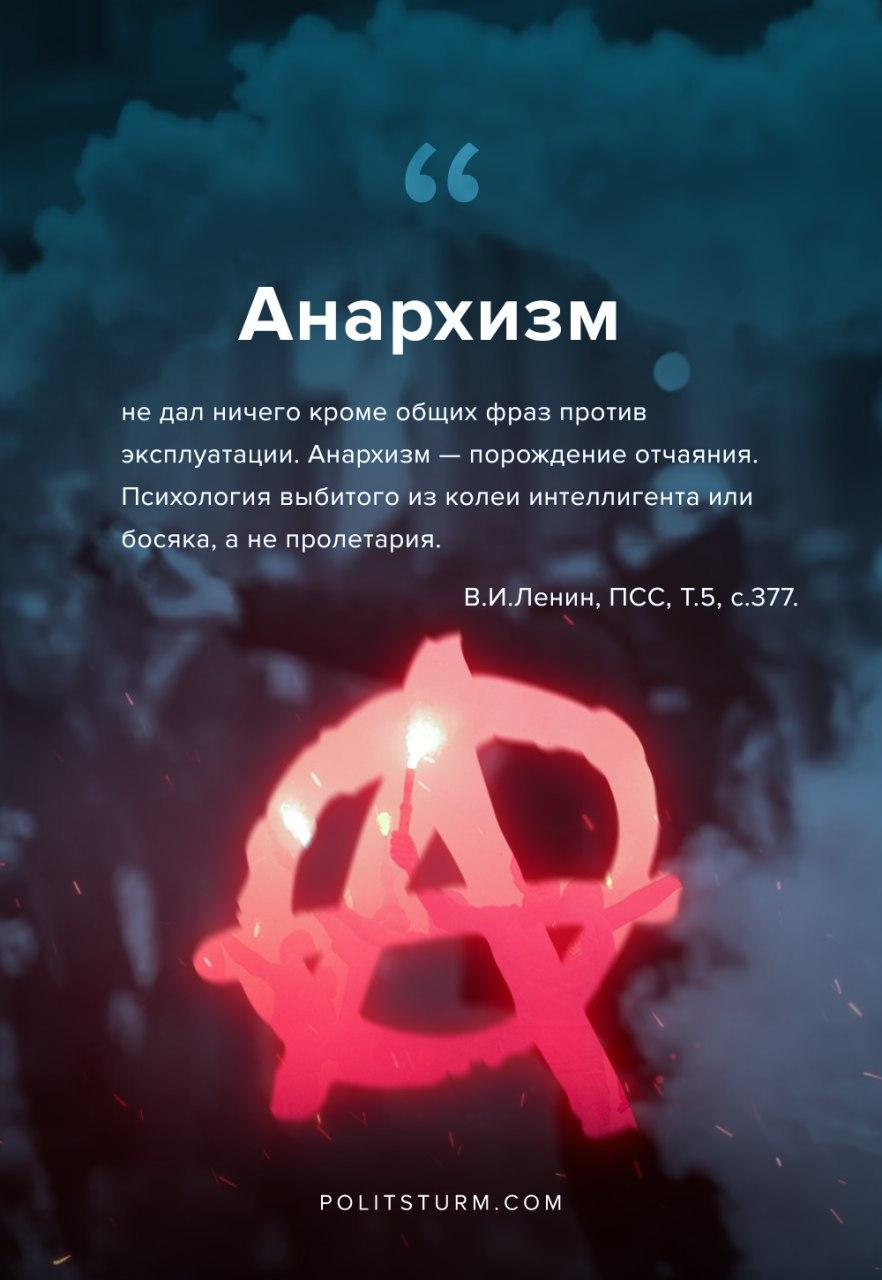 “
Анархизм
не дал ничего кроме общих фраз против
эксплуатации. Анархизм — порождение отчаяния.
Психология выбитого из колеи интеллигента или
босяка, а не пролетария.
В.И.Ленин, ПСС, Т.5, с.377.
POLITSTURM.COM